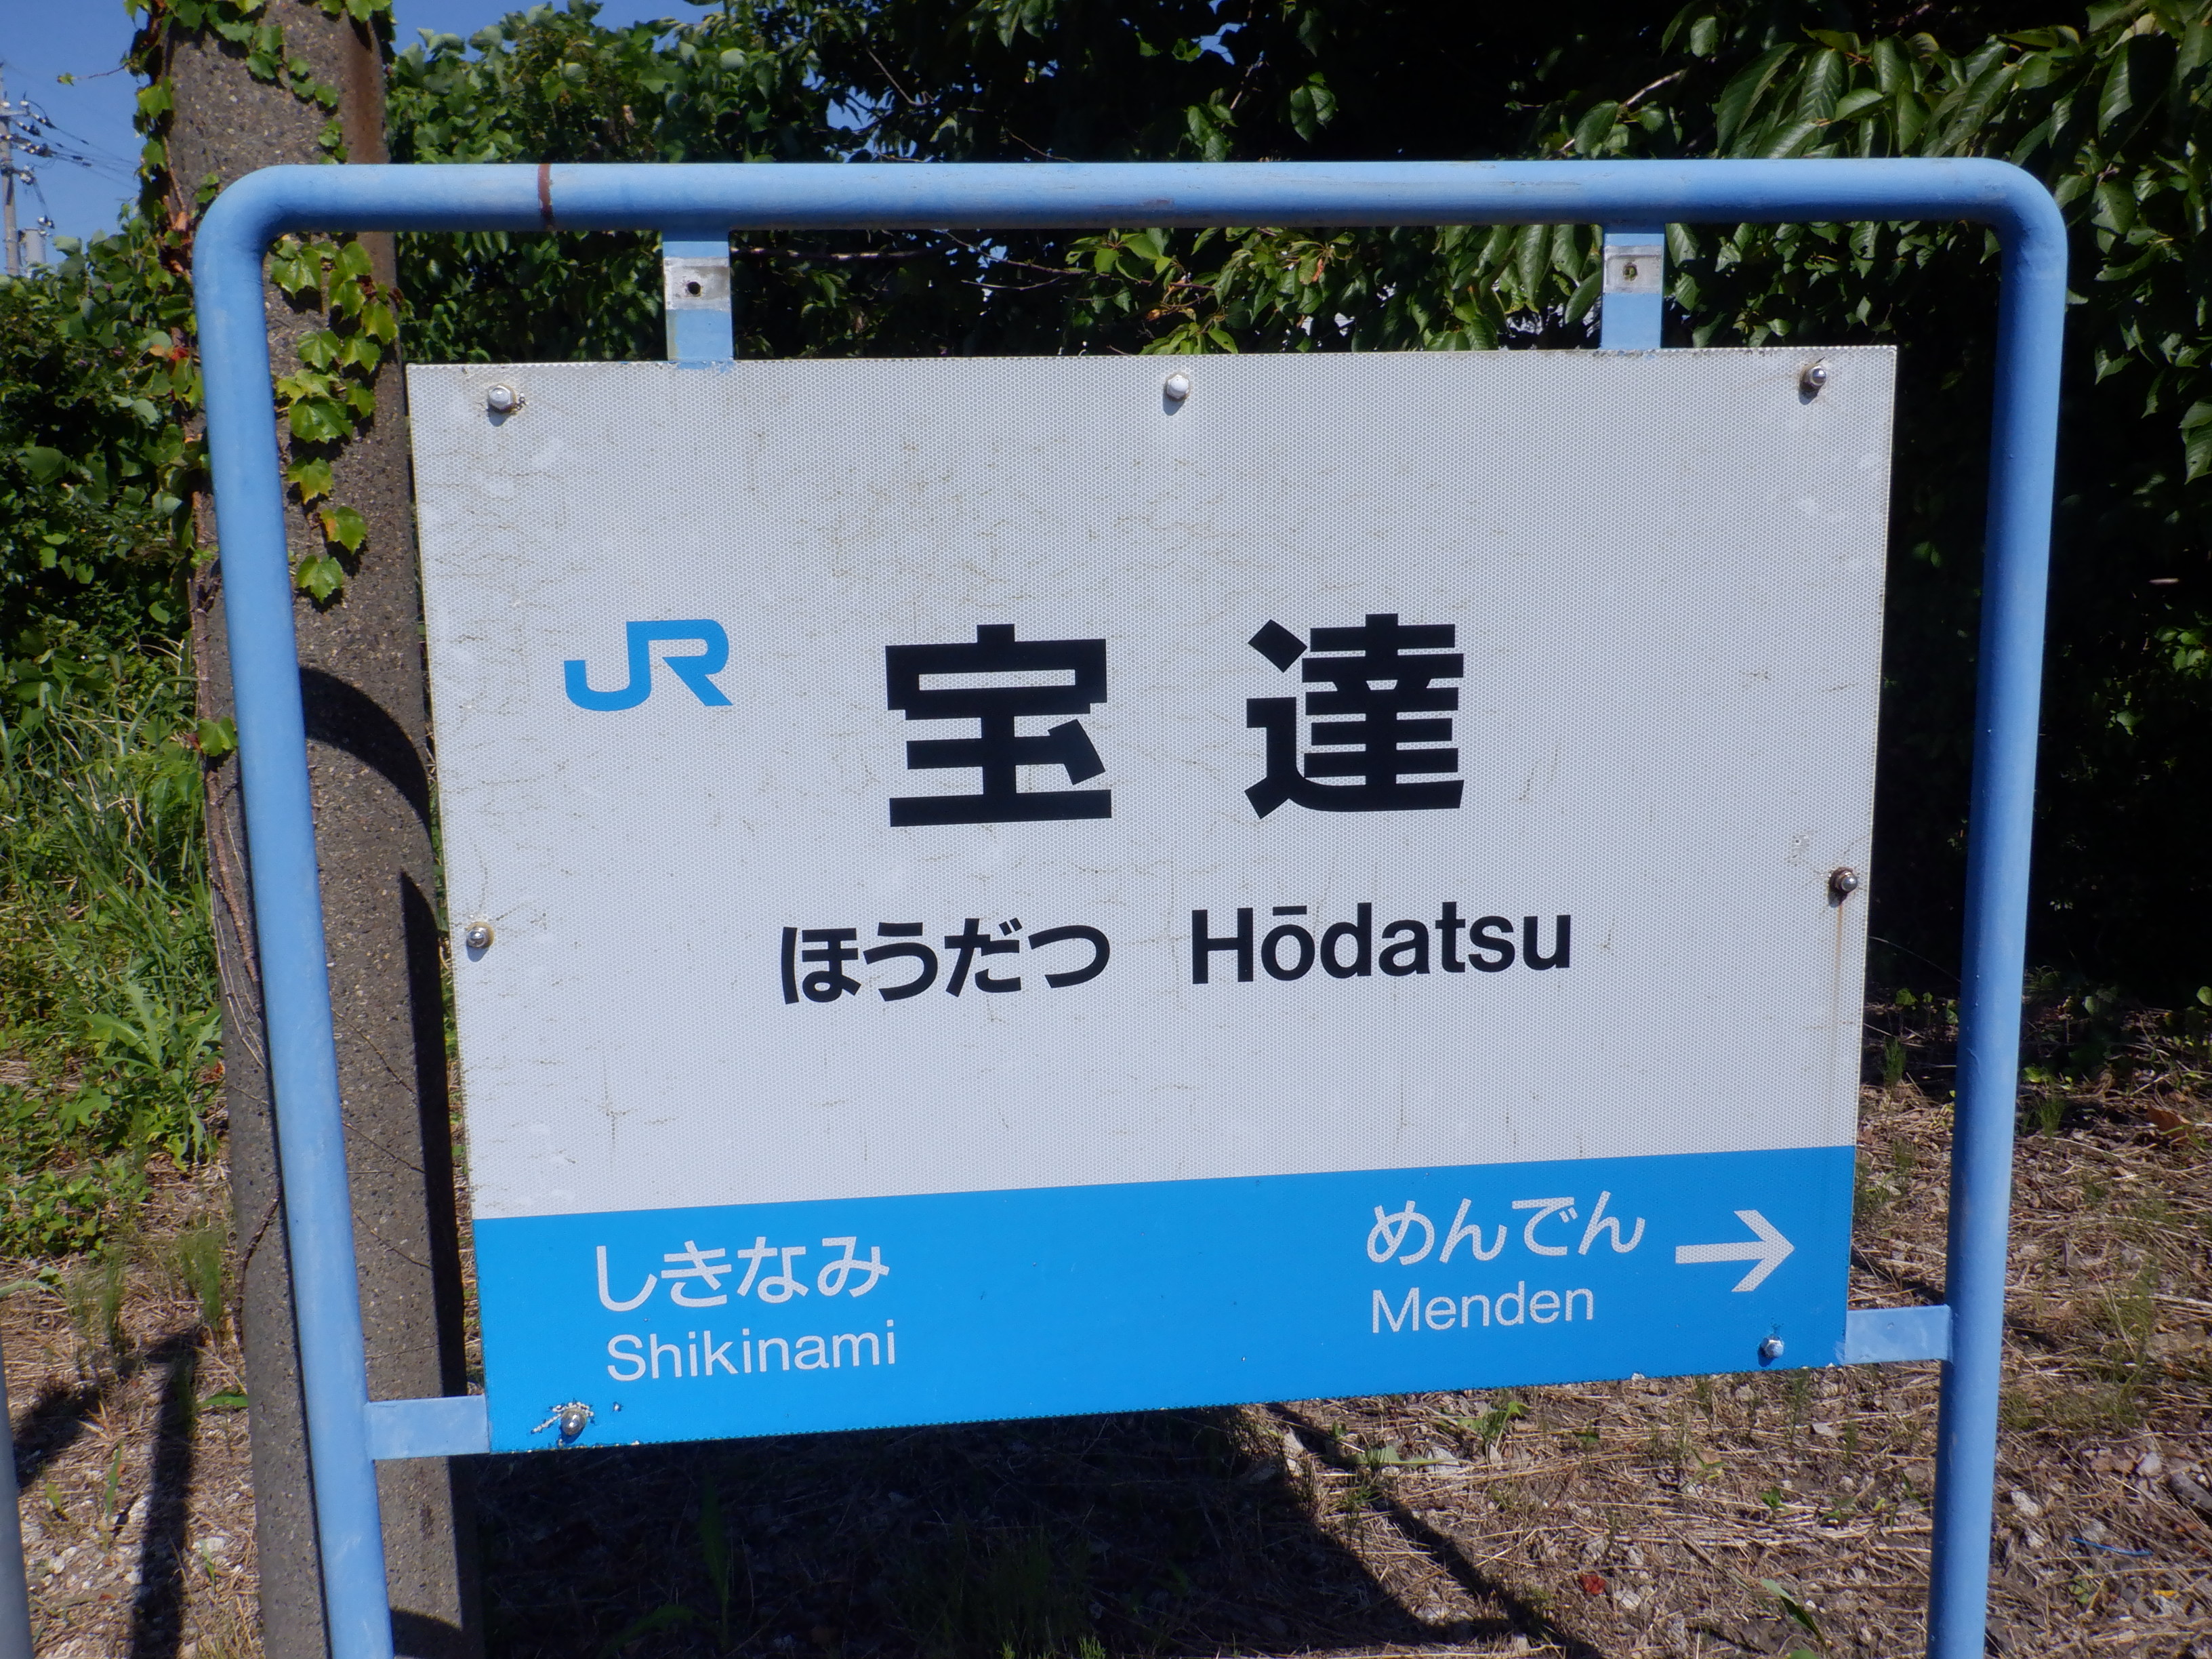 JR 宝達
ほうだつ Hōdatsu
しきなみ めんでん →
Shikinami Menden